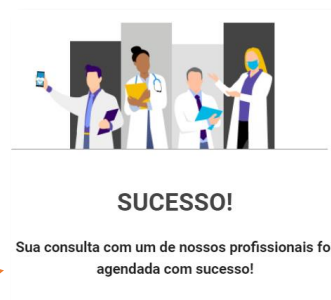 SUCESSO!
Sua consulta com um de nossos profissionais fo
agendada com sucesso!